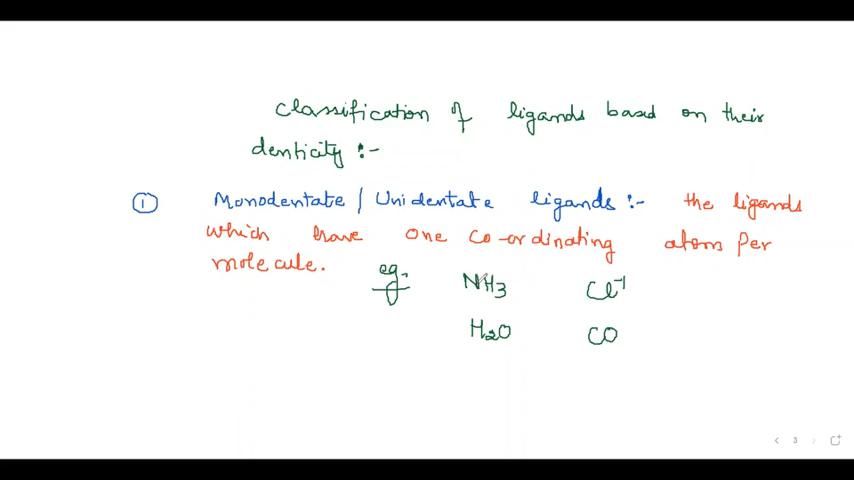 classification of ligands based on their
denticity :-
① Monodentate / Unidentate ligands :- the ligands
which have one co-ordinating atom per
molecule.
eg, NH3 Cl-1
H2O CO
3